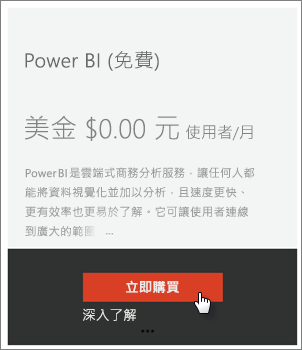 Power BI (免費)
美金 $0.00 元 使用者/月
Power BI 是雲端式商務分析服務，讓任何人都
能將資料視覺化並加以分析，且速度更快、
更有效率也更易於了解。它可讓使用者連線
到廣大的範圍 ...
立即購買
深入了解
...